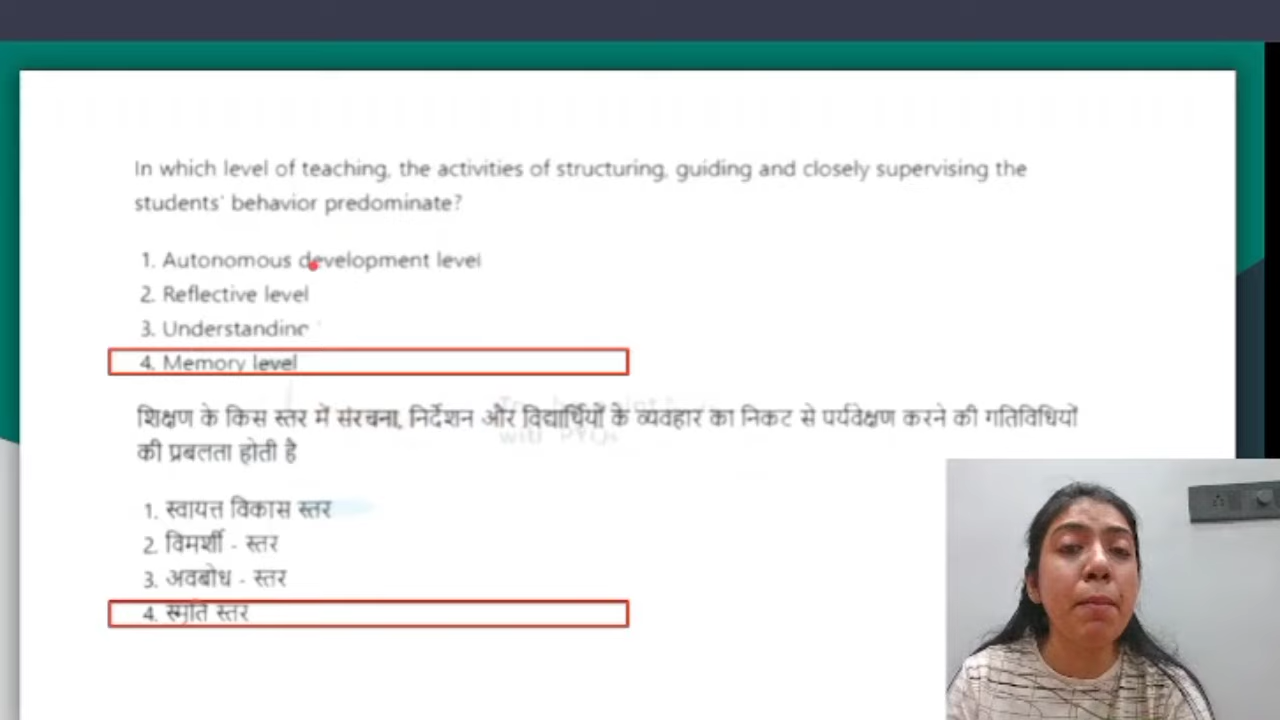 In which level of teaching, the activities of structuring, guiding and closely supervising the
students' behavior predominate?
1. Autonomous development level
2. Reflective level
3. Understanding
4. Memory level
शिक्षण के किस स्तर में संरचना, निर्देशन और विद्यार्थियों के व्यवहार का निकट से पर्यवेक्षण करने की गतिविधियों
की प्रबलता होती है
1. स्वायत्त विकास स्तर
2. विमर्शी - स्तर
3. अवबोध - स्तर
4. स्मृति स्तर